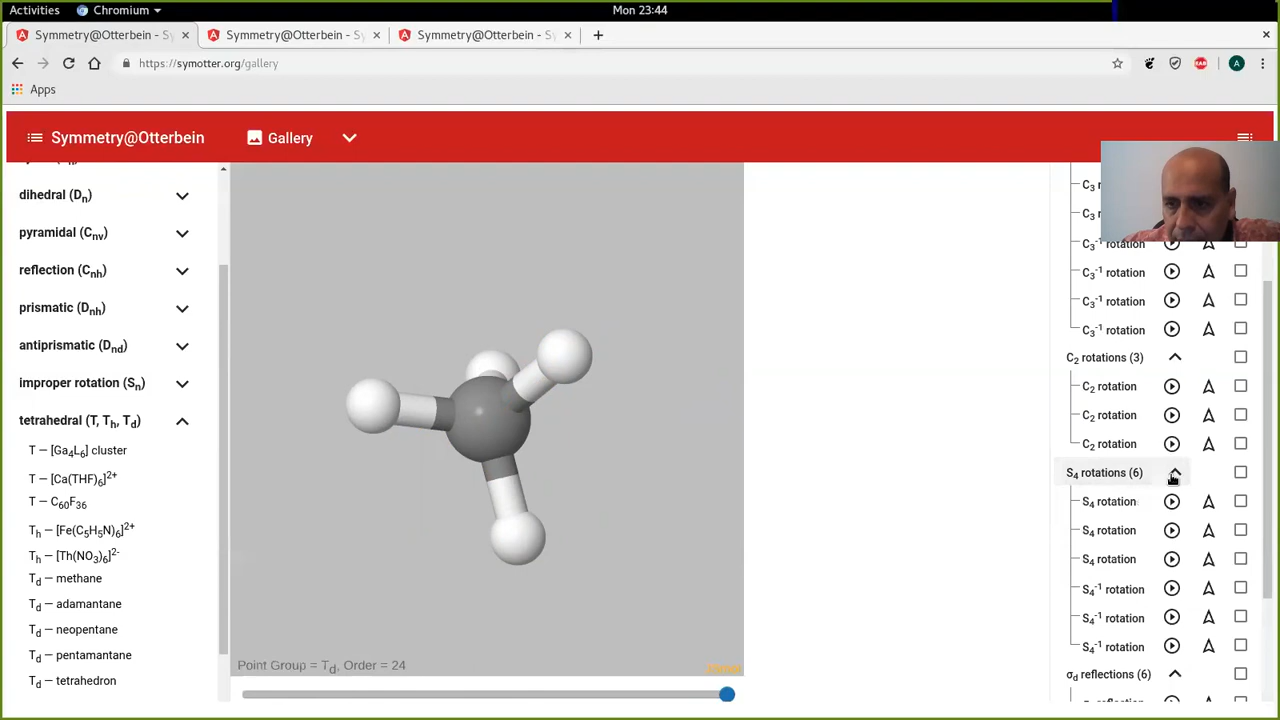 Activities
Chromium
Mon 23:44
Symmetry@Otterbein - Sy
Symmetry@Otterbein - Sy
Symmetry@Otterbein - Sy
https://symotter.org/gallery
A
Apps
Symmetry@Otterbein
Gallery
dihedral (Dn)
pyramidal (Cnv)
reflection (Cnh)
prismatic (Dnh)
antiprismatic (Dnd)
improper rotation (Sn)
tetrahedral (T, Th, Td)
T – [Ga4L6] cluster
T – [Ca(THF)6]2+
T – C60F36
Th – [Fe(C5H5N)6]2+
Th – [Th(NO3)6]2-
Td – methane
Td – adamantane
Td – neopentane
Td – pentamantane
Td – tetrahedron
Point Group = Td, Order = 24
C3 r
C3 r
C3-1 rotation
C3-1 rotation
C3-1 rotation
C3-1 rotation
C2 rotations (3)
C2 rotation
C2 rotation
C2 rotation
S4 rotations (6)
S4 rotation
S4 rotation
S4 rotation
S4-1 rotation
S4-1 rotation
S4-1 rotation
σd reflections (6)